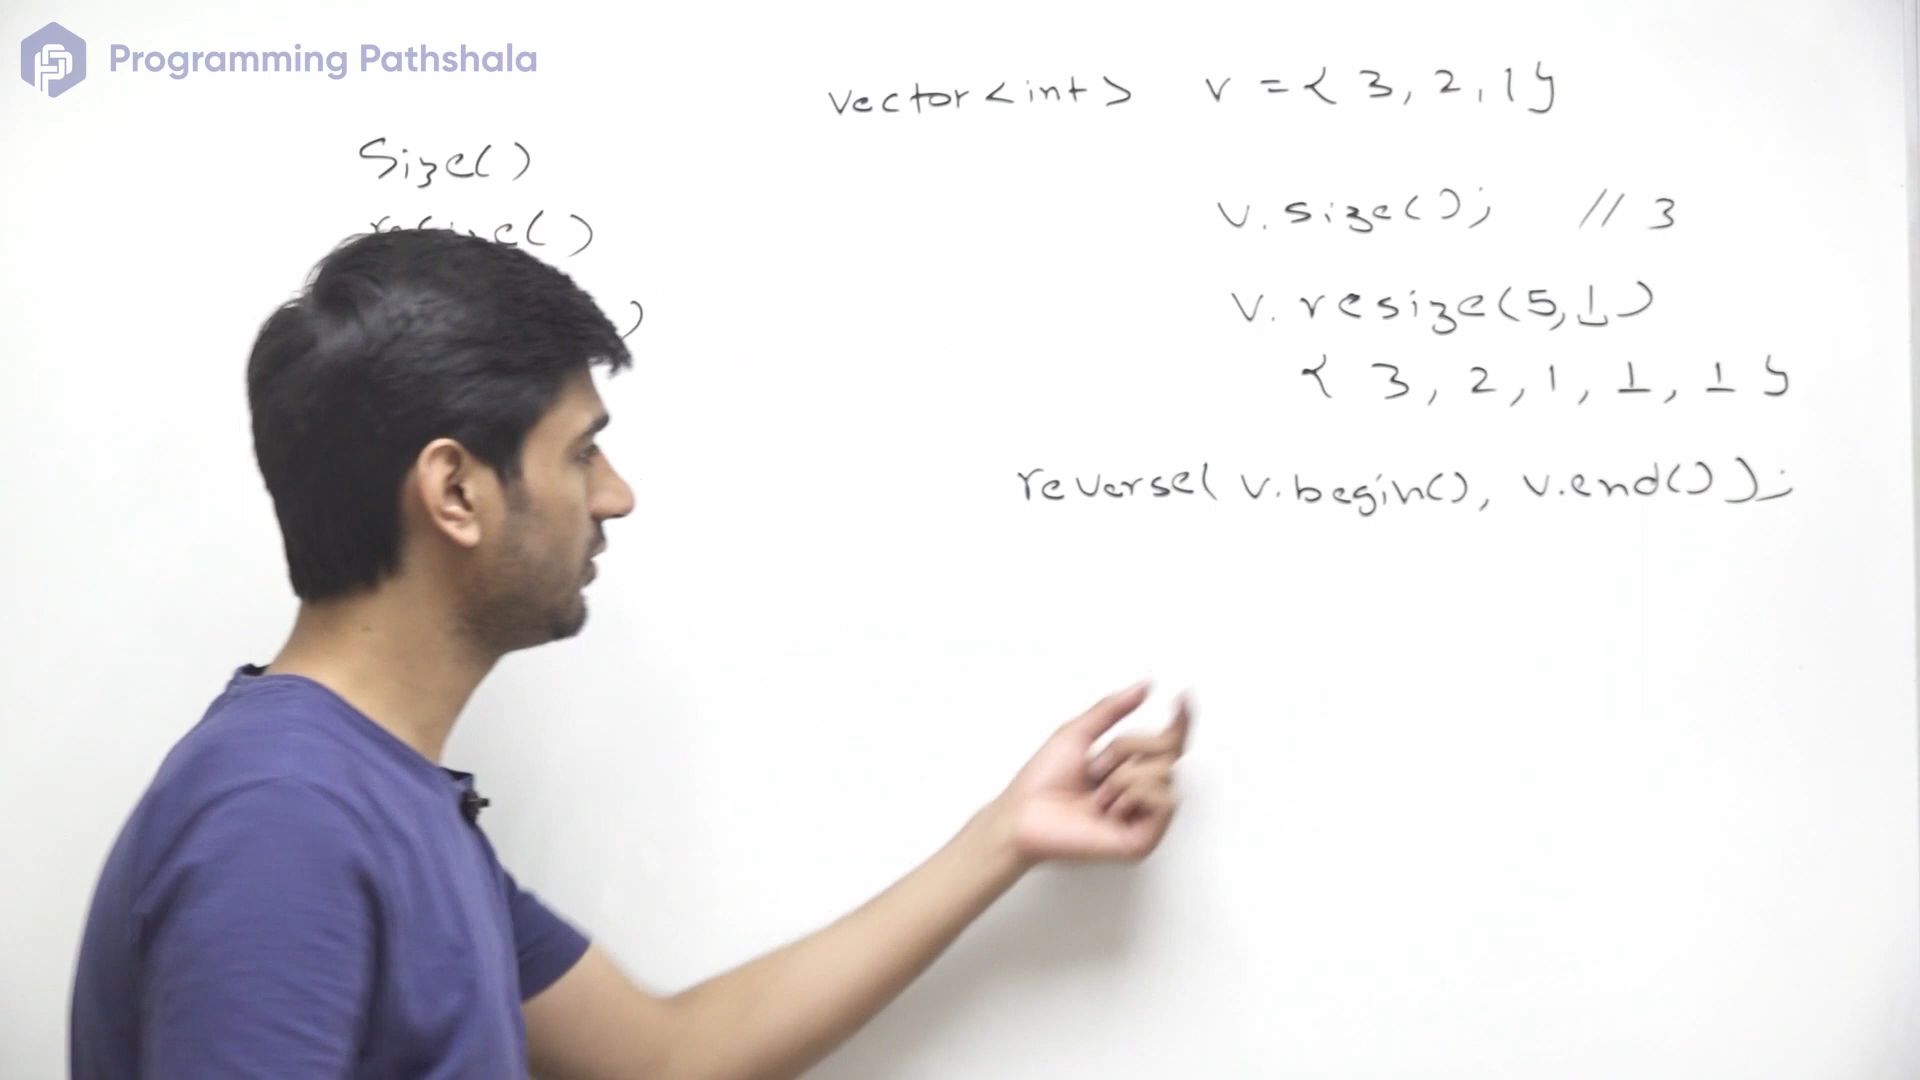 Programming Pathshala
vector<int> v = { 3, 2, 1 }
size()
v.size(); // 3
resize()
v.resize(5,1)
{ 3, 2, 1, 1, 1 }
reverse( v.begin(), v.end());